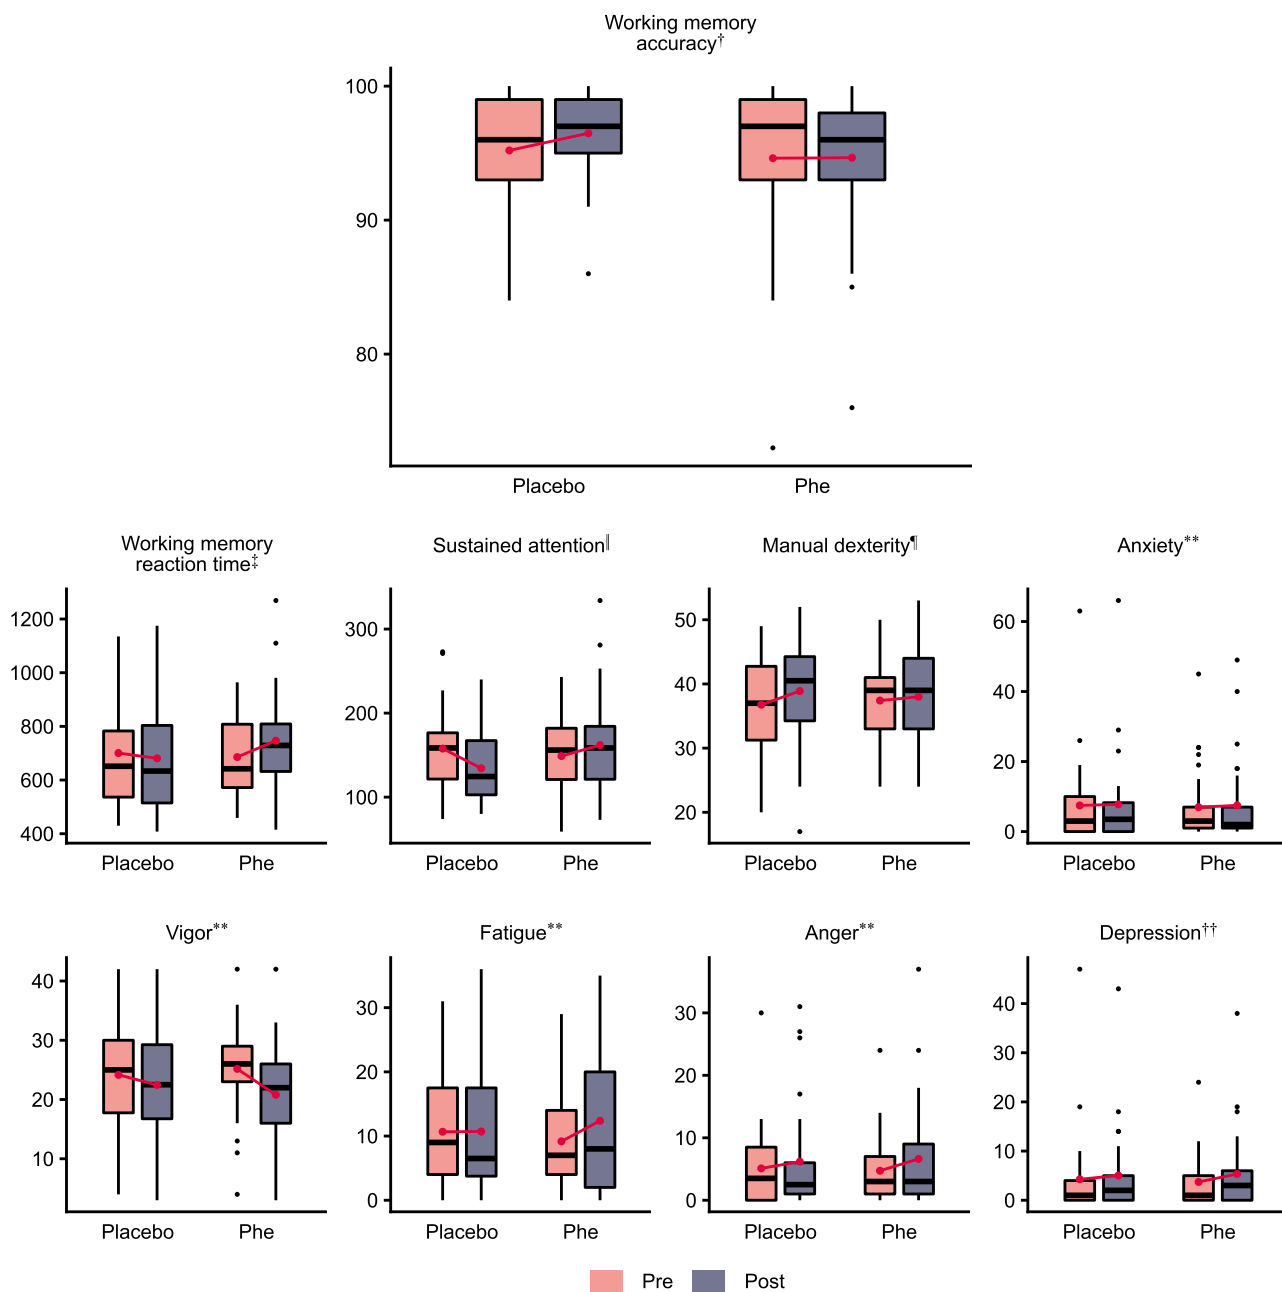 Working memory
accuracy†
100
90
80
Placebo Phe
Working memory
reaction time‡
1200
1000
800
600
400
Placebo Phe
Sustained attention‖
300
200
100
Placebo Phe
Manual dexterity¶
50
40
30
20
Placebo Phe
Anxiety**
60
40
20
0
Placebo Phe
Vigor**
40
30
20
10
Placebo Phe
Fatigue**
30
20
10
0
Placebo Phe
Anger**
30
20
10
0
Placebo Phe
Depression††
40
30
20
10
0
Placebo Phe
Pre Post